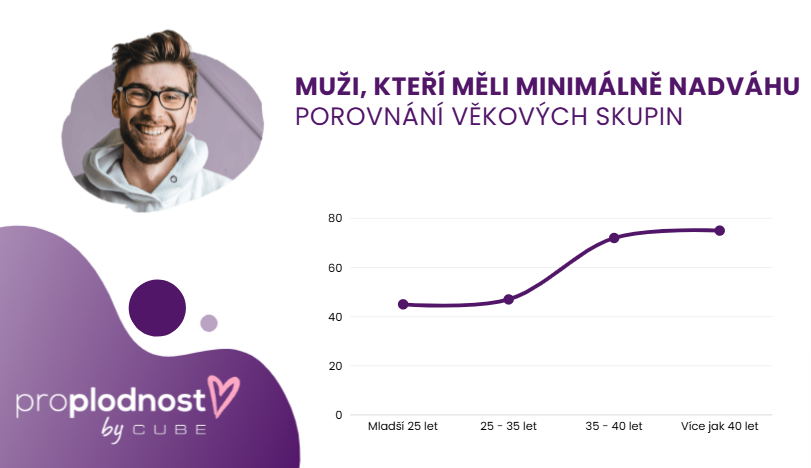 MUŽI, KTEŘÍ MĚLI MINIMÁLNĚ NADVÁHU
POROVNÁNÍ VĚKOVÝCH SKUPIN
80
60
40
20
0
Mladší 25 let 25 - 35 let 35 - 40 let Více jak 40 let
proplodnost
by CUBE